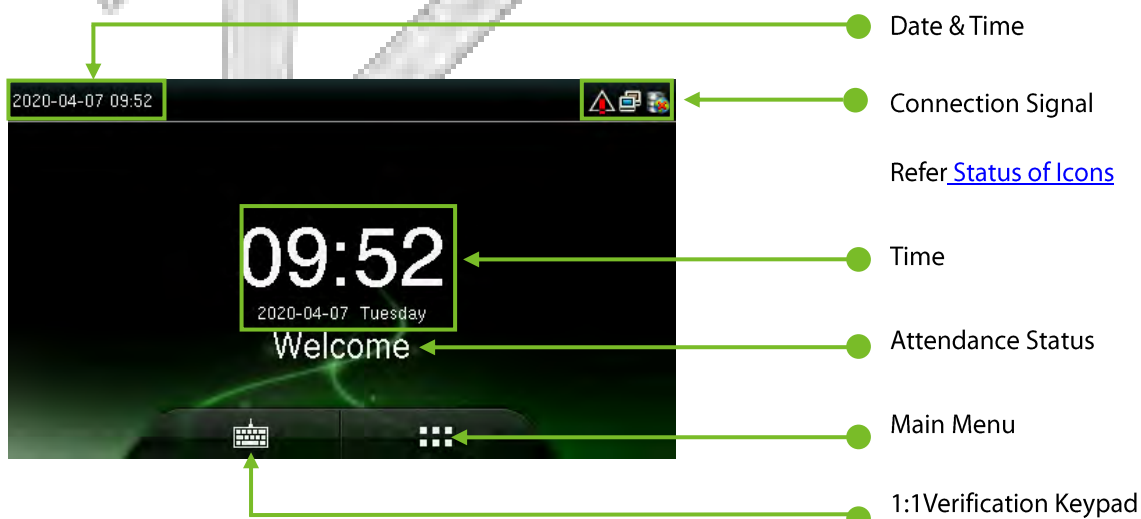 Date & Time
2020-04-07 09:52
Connection Signal
Refer Status of Icons
09:52
Time
2020-04-07 Tuesday
Welcome
Attendance Status
Main Menu
1:1Verification Keypad